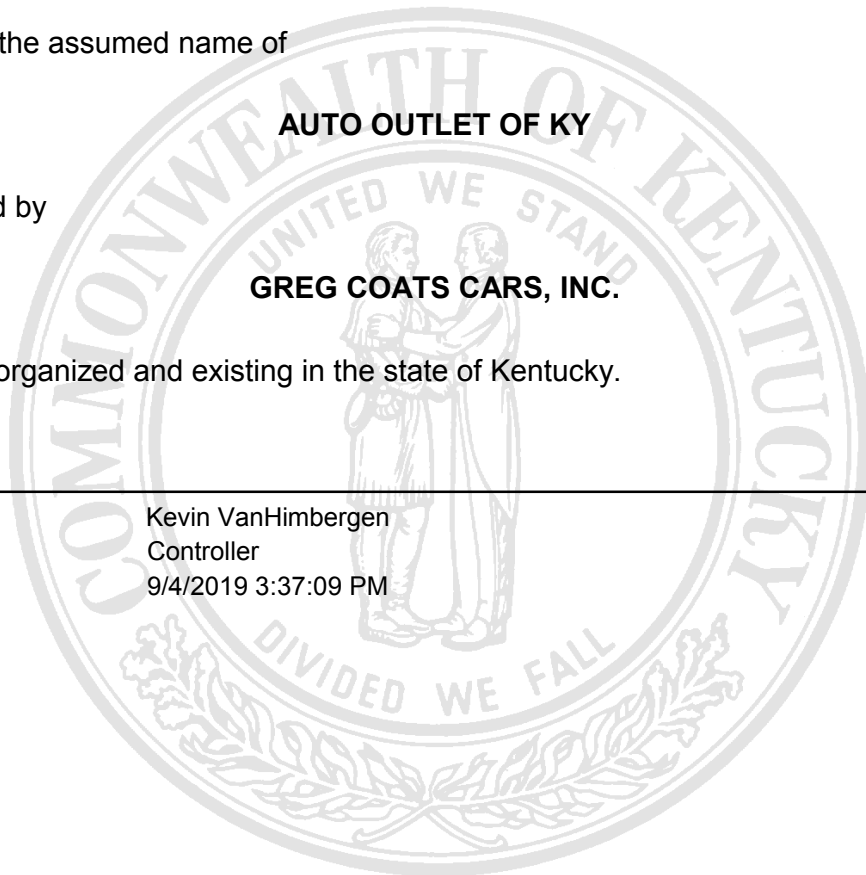 the assumed name of
AUTO OUTLET OF KY
d by
GREG COATS CARS, INC.
organized and existing in the state of Kentucky.
Kevin VanHimbergen
Controller
9/4/2019 3:37:09 PM
COMMONWEALTH OF KENTUCKY
UNITED WE STAND
DIVIDED WE FALL